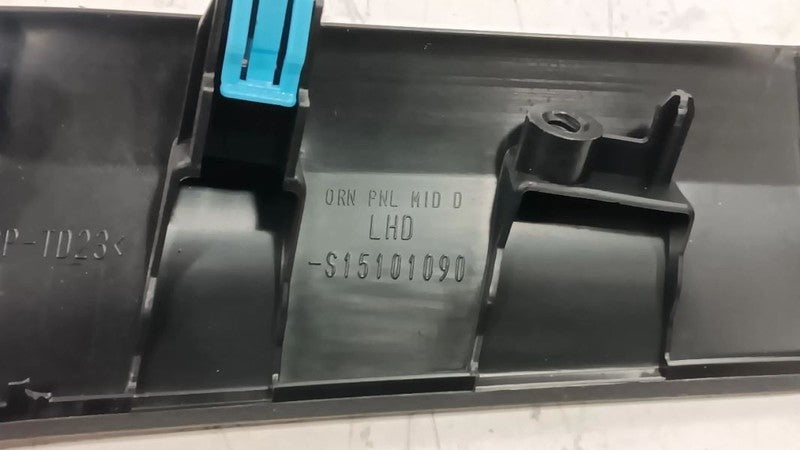 ORN PNL MID D
LHD
-S15101090
P-TD23<